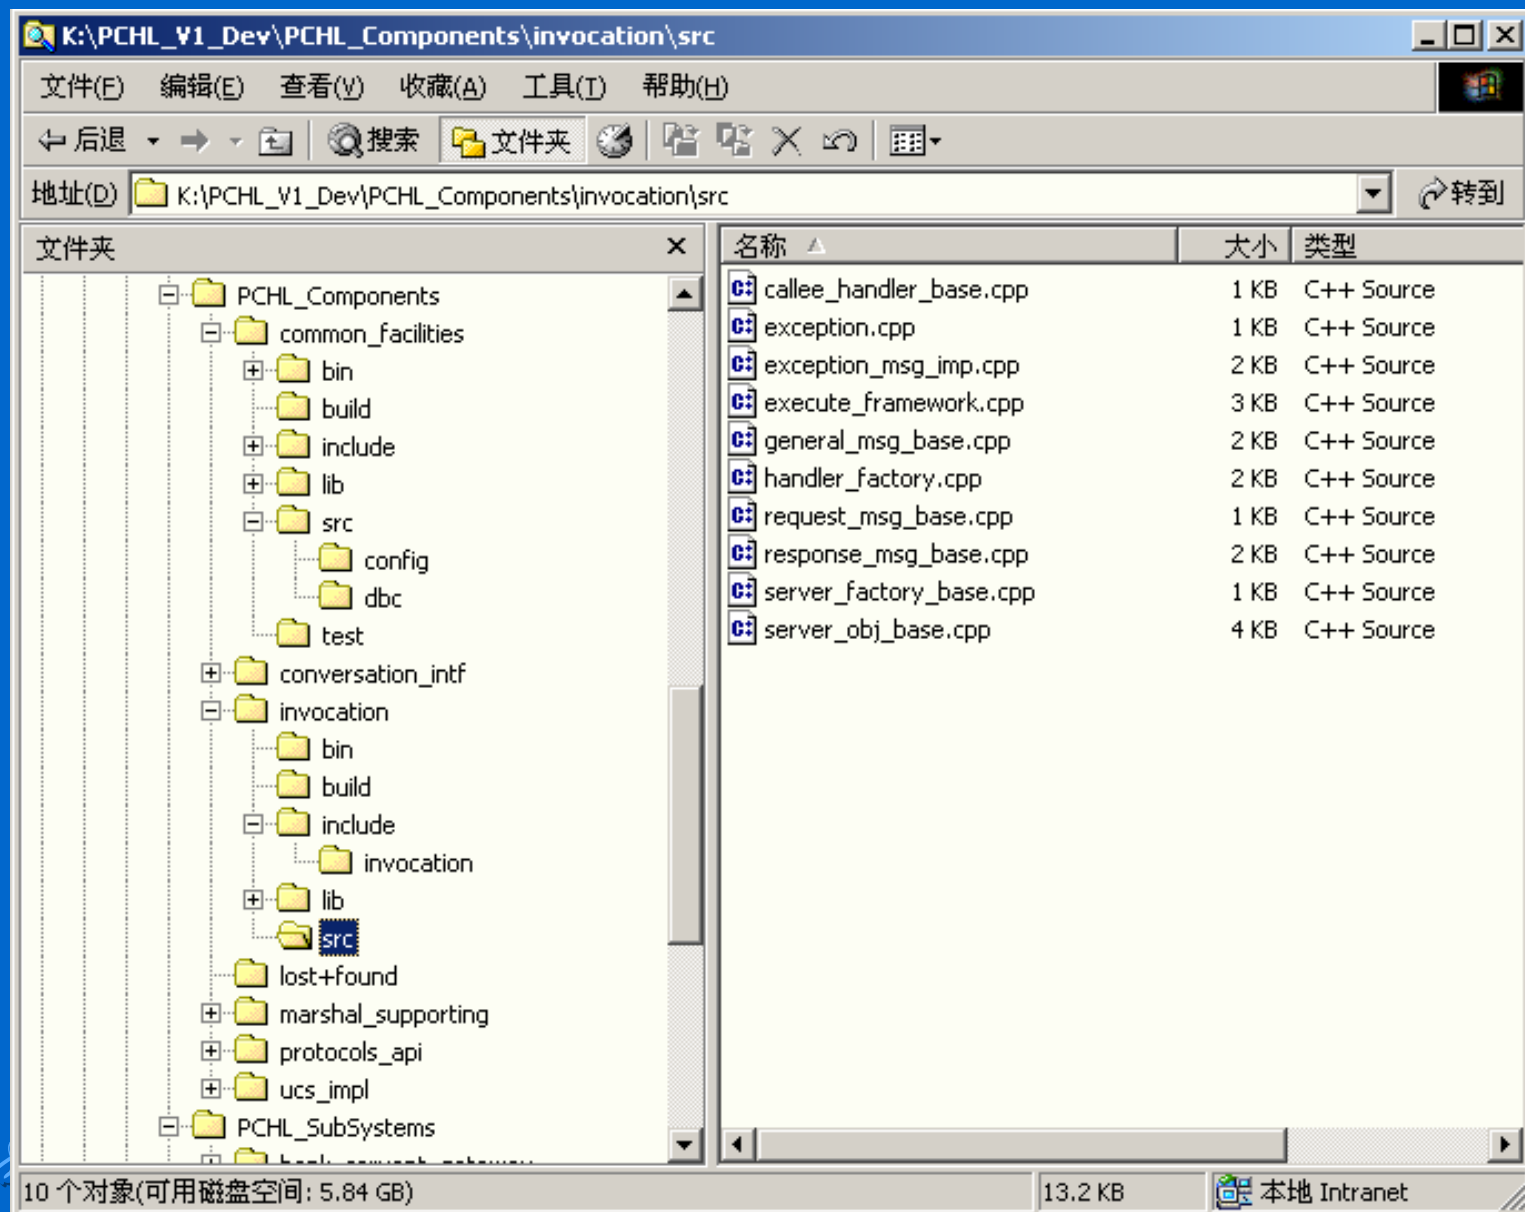 K:\PCHL_V1_Dev\PCHL_Components\invocation\src
文件(F) 编辑(E) 查看(V) 收藏(A) 工具(T) 帮助(H)
后退 搜索 文件夹
地址(D) K:\PCHL_V1_Dev\PCHL_Components\invocation\src 转到
文件夹
PCHL_Components
common_facilities
bin
build
include
lib
src
config
dbc
test
conversation_intf
invocation
bin
build
include
invocation
lib
src
lost+found
marshal_supporting
protocols_api
ucs_impl
PCHL_SubSystems
名称 大小 类型
callee_handler_base.cpp 1 KB C++ Source
exception.cpp 1 KB C++ Source
exception_msg_imp.cpp 2 KB C++ Source
execute_framework.cpp 3 KB C++ Source
general_msg_base.cpp 2 KB C++ Source
handler_factory.cpp 2 KB C++ Source
request_msg_base.cpp 1 KB C++ Source
response_msg_base.cpp 2 KB C++ Source
server_factory_base.cpp 1 KB C++ Source
server_obj_base.cpp 4 KB C++ Source
10 个对象(可用磁盘空间: 5.84 GB) 13.2 KB 本地 Intranet